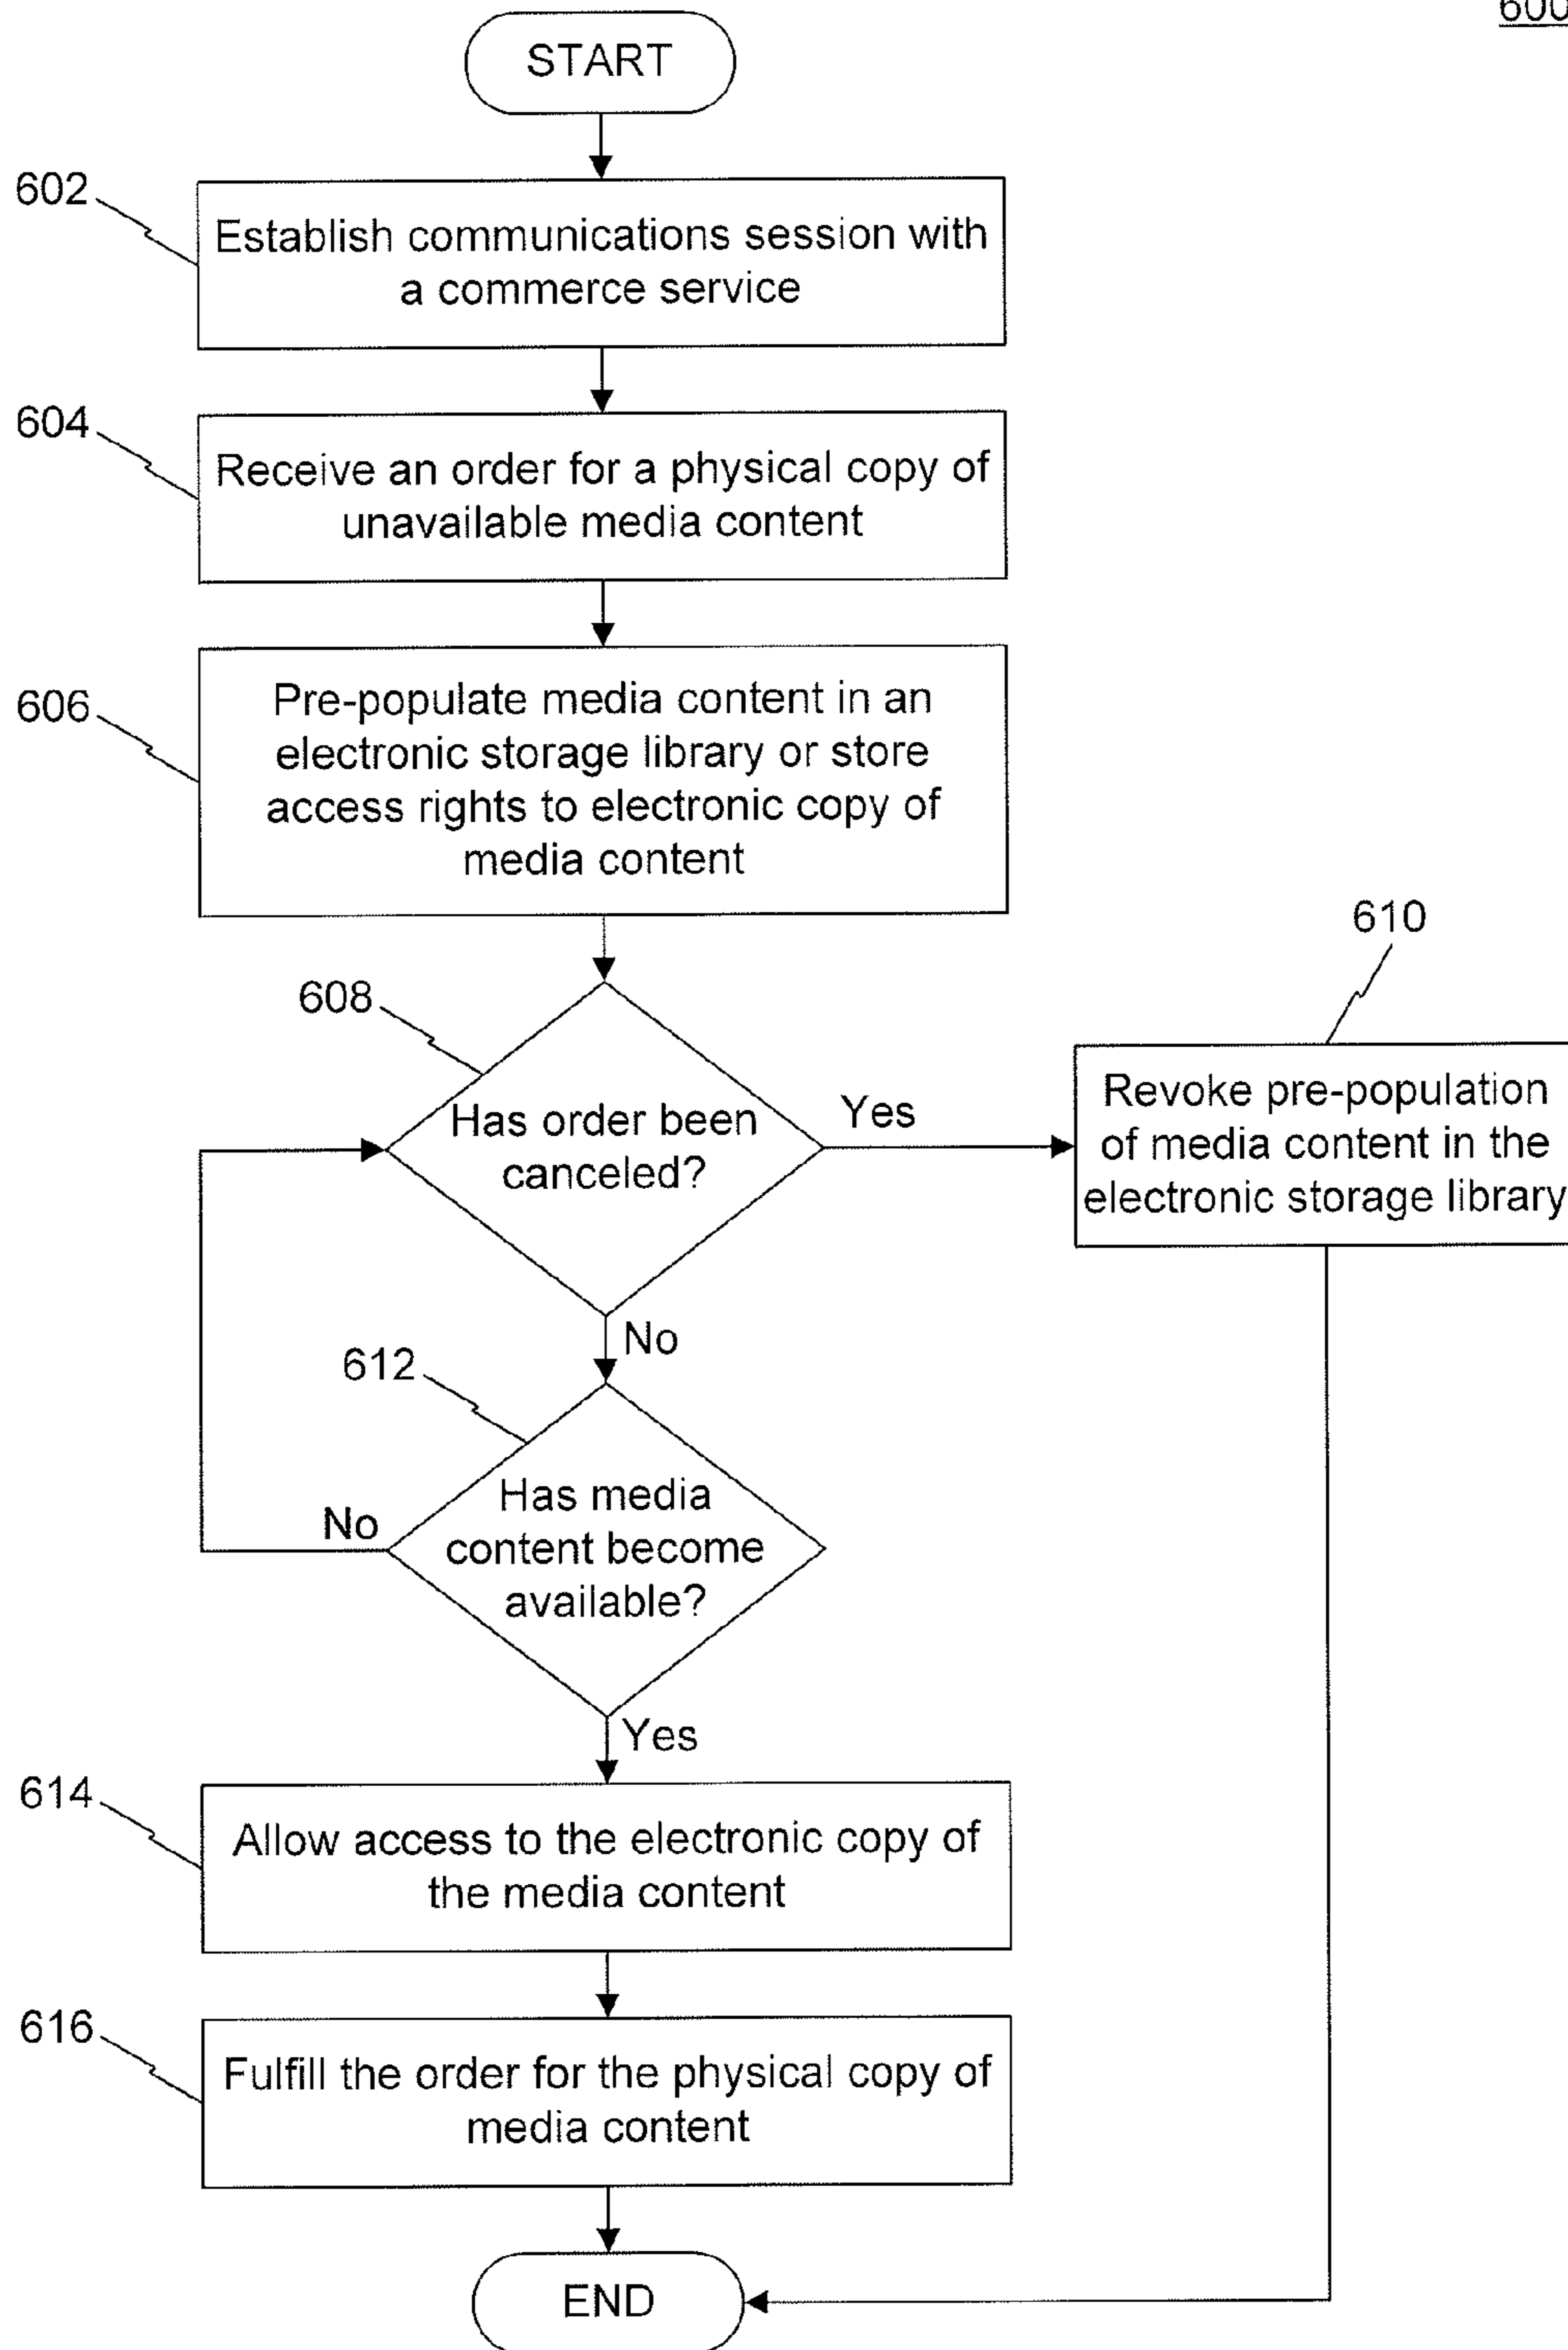 600
START
602
Establish communications session with
a commerce service
604
Receive an order for a physical copy of
unavailable media content
606
Pre-populate media content in an
electronic storage library or store
access rights to electronic copy of
media content
608
Has order been
canceled?
Yes
610
Revoke pre-population
of media content in the
electronic storage library
No
612
Has media
content become
available?
No
Yes
614
Allow access to the electronic copy of
the media content
616
Fulfill the order for the physical copy of
media content
END